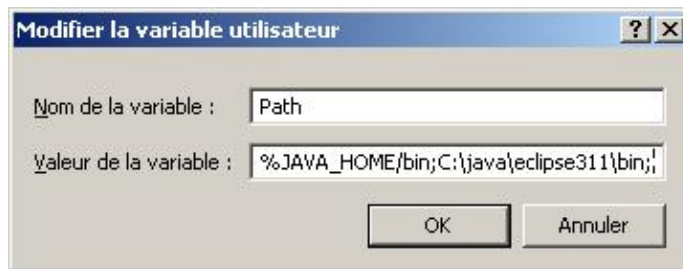 Modifier la variable utilisateur
Nom de la variable : Path
Valeur de la variable : %JAVA_HOME/bin;C:\java\eclipse311\bin;
OK Annuler